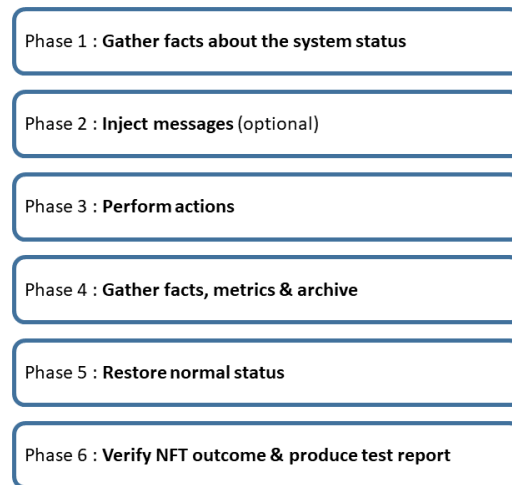 Phase 1 : Gather facts about the system status
Phase 2 : Inject messages (optional)
Phase 3 : Perform actions
Phase 4 : Gather facts, metrics & archive
Phase 5 : Restore normal status
Phase 6 : Verify NFT outcome & produce test report